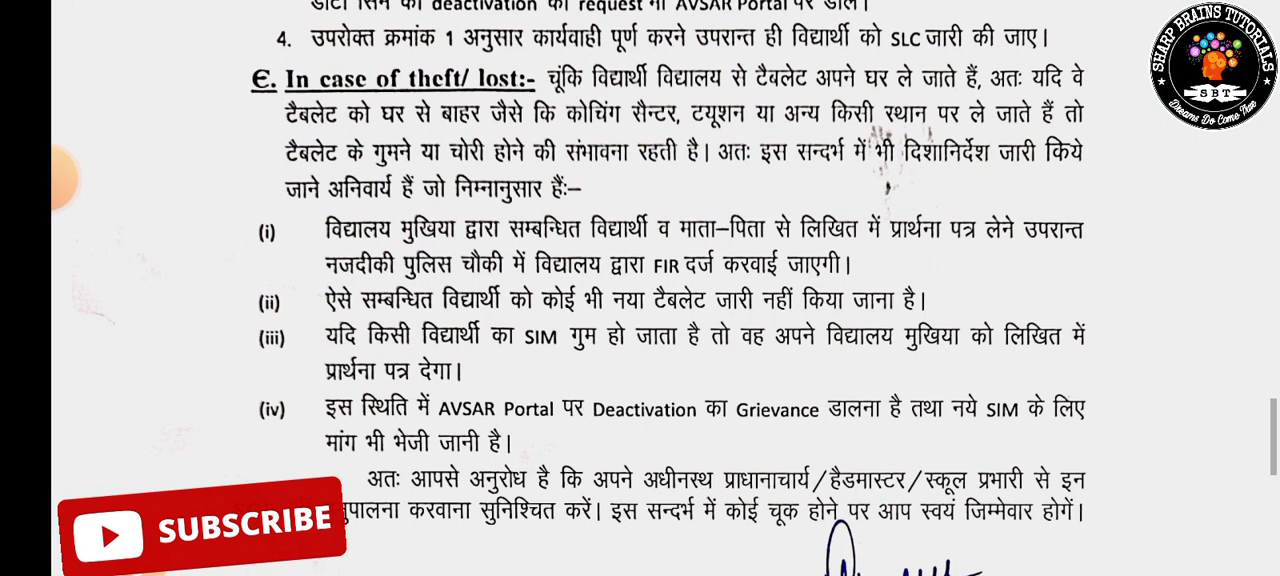 डाटा सिम की deactivation की request भी AVSAR Portal पर डालें।
4. उपरोक्त क्रमांक 1 अनुसार कार्यवाही पूर्ण करने उपरान्त ही विद्यार्थी को SLC जारी की जाए।
E. In case of theft/ lost:- चूंकि विद्यार्थी विद्यालय से टैबलेट अपने घर ले जाते हैं, अतः यदि वे
टैबलेट को घर से बाहर जैसे कि कोचिंग सैन्टर, टयूशन या अन्य किसी स्थान पर ले जाते हैं तो
टैबलेट के गुमने या चोरी होने की संभावना रहती है। अतः इस सन्दर्भ में भी दिशानिर्देश जारी किये
जाने अनिवार्य हैं जो निम्नानुसार हैं:–
(i) विद्यालय मुखिया द्वारा सम्बन्धित विद्यार्थी व माता–पिता से लिखित में प्रार्थना पत्र लेने उपरान्त
नजदीकी पुलिस चौकी में विद्यालय द्वारा FIR दर्ज करवाई जाएगी।
(ii) ऐसे सम्बन्धित विद्यार्थी को कोई भी नया टैबलेट जारी नहीं किया जाना है।
(iii) यदि किसी विद्यार्थी का SIM गुम हो जाता है तो वह अपने विद्यालय मुखिया को लिखित में
प्रार्थना पत्र देगा।
(iv) इस स्थिति में AVSAR Portal पर Deactivation का Grievance डालना है तथा नये SIM के लिए
मांग भी भेजी जानी है।
अतः आपसे अनुरोध है कि अपने अधीनस्थ प्राधानाचार्य/हैडमास्टर/स्कूल प्रभारी से इन
करवाना सुनिश्चित करें। इस सन्दर्भ में कोई चूक होने पर आप स्वयं जिम्मेवार होगें।
SUBSCRIBE
SHARP BRAINS TUTORIALS
SBT
Dreams Do Come True